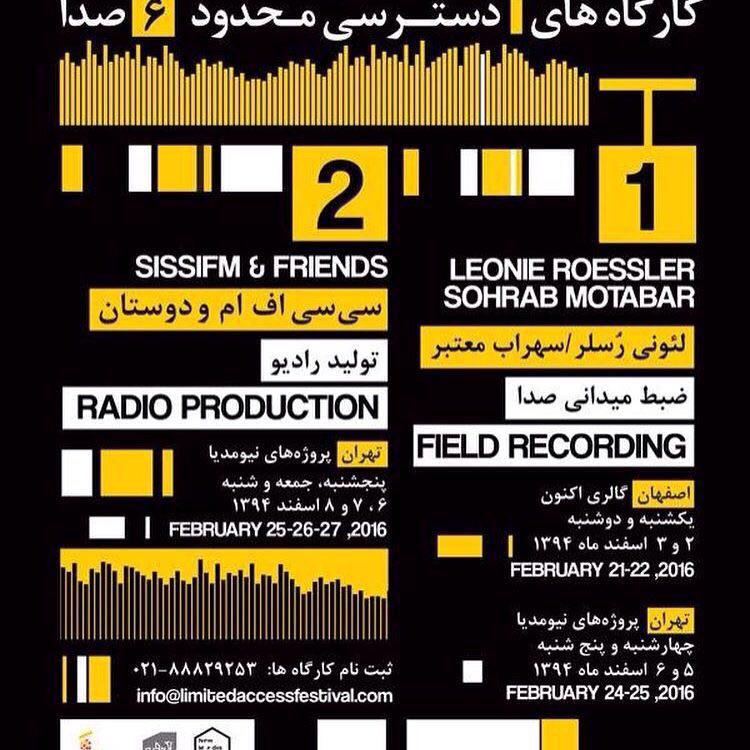 کارگاه های دسترسی محدود ۶ صدا
1
LEONIE ROESSLER
SOHRAB MOTABAR
لئونی رُسلر/سهراب معتبر
ضبط میدانی صدا
FIELD RECORDING
اصفهان گالری اکنون
یکشنبه و دوشنبه
۲ و ۳ اسفند ماه ۱۳۹۴
FEBRUARY 21-22 ,2016
تهران پروژه‌های نیومدیا
چهارشنبه و پنج شنبه
۵ و ۶ اسفند ماه ۱۳۹۴
FEBRUARY 24-25 ,2016
2
SISSIFM & FRIENDS
سی‌سی اف ام و دوستان
تولید رادیو
RADIO PRODUCTION
تهران پروژه‌های نیومدیا
پنجشنبه، جمعه و شنبه
۶ ، ۷ و ۸ اسفند ۱۳۹۴
FEBRUARY 25-26-27 ,2016
ثبت نام کارگاه ها: ۰۲۱-۸۸۸۲۹۲۵۳
info@limitedaccessfestival.com